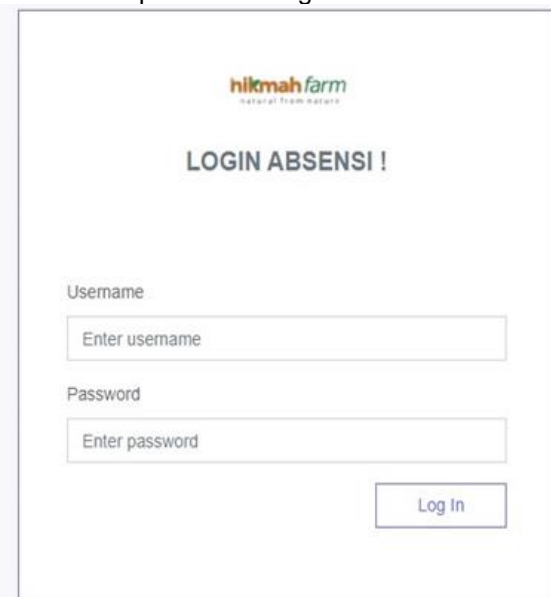 hikmah farm
natural from nature
LOGIN ABSENSI !
Username
Enter username
Password
Enter password
Log In